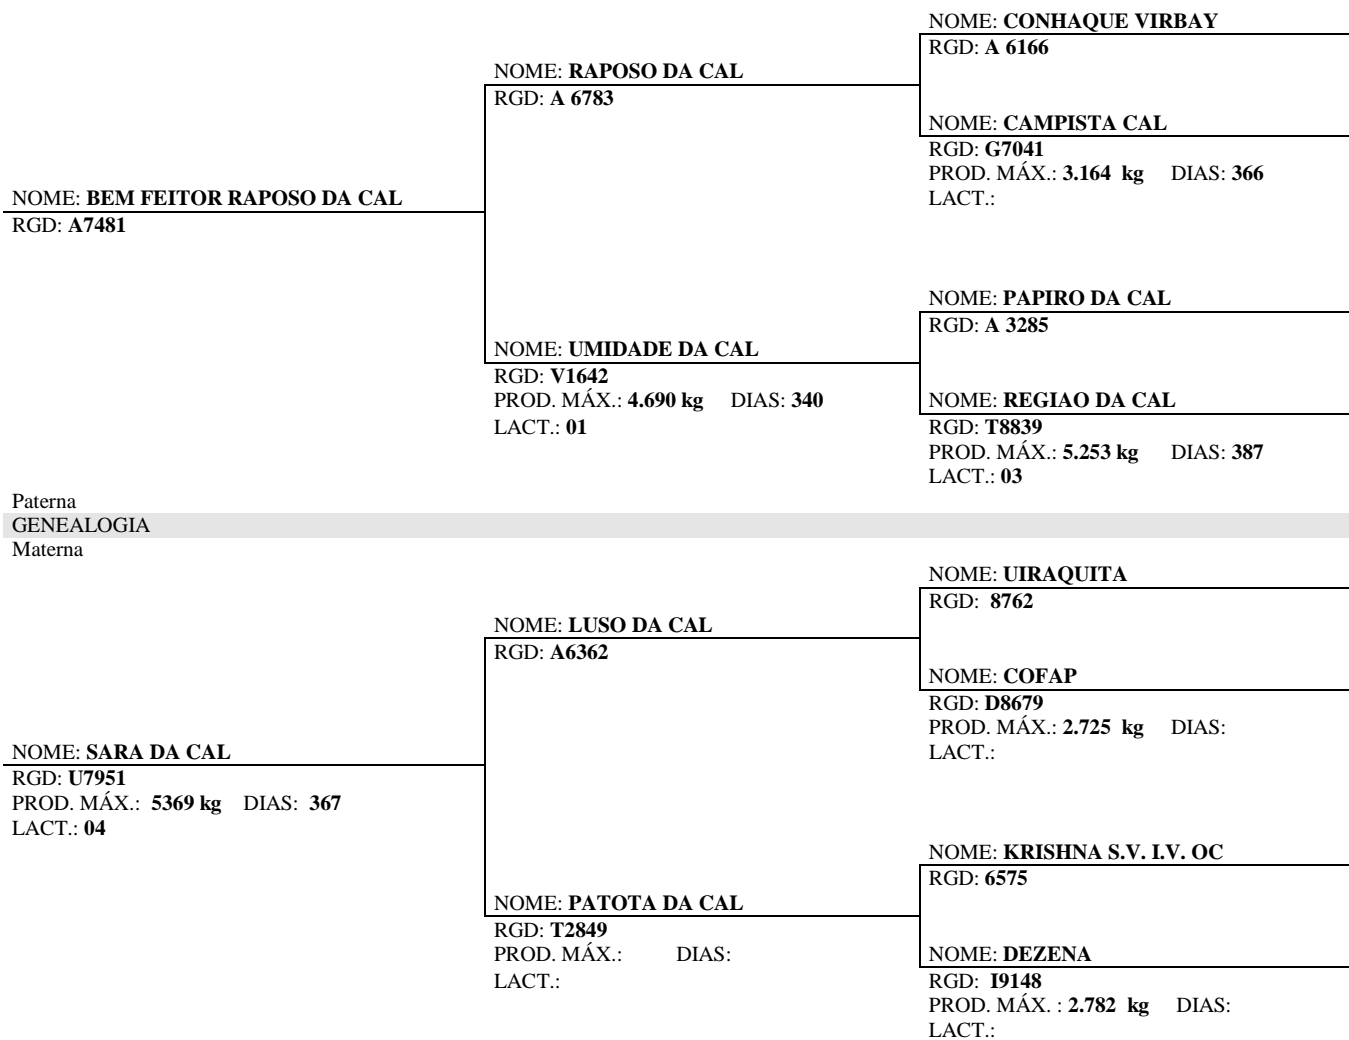 NOME: CONHAQUE VIRBAY
RGD: A 6166
NOME: RAPOSO DA CAL
RGD: A 6783
NOME: CAMPISTA CAL
RGD: G7041
PROD. MÁX.: 3.164 kg DIAS: 366
LACT.:
NOME: BEM FEITOR RAPOSO DA CAL
RGD: A7481
NOME: PAPIRO DA CAL
RGD: A 3285
NOME: UMIDADE DA CAL
RGD: V1642
PROD. MÁX.: 4.690 kg DIAS: 340
LACT.: 01
NOME: REGIAO DA CAL
RGD: T8839
PROD. MÁX.: 5.253 kg DIAS: 387
LACT.: 03
Paterna
GENEALOGIA
Materna
NOME: UIRAQUITA
RGD: 8762
NOME: LUSO DA CAL
RGD: A6362
NOME: COFAP
RGD: D8679
PROD. MÁX.: 2.725 kg DIAS:
LACT.:
NOME: SARA DA CAL
RGD: U7951
PROD. MÁX.: 5369 kg DIAS: 367
LACT.: 04
NOME: KRISHNA S.V. I.V. OC
RGD: 6575
NOME: PATOTA DA CAL
RGD: T2849
PROD. MÁX.: DIAS:
LACT.:
NOME: DEZENA
RGD: I9148
PROD. MÁX. : 2.782 kg DIAS:
LACT.: